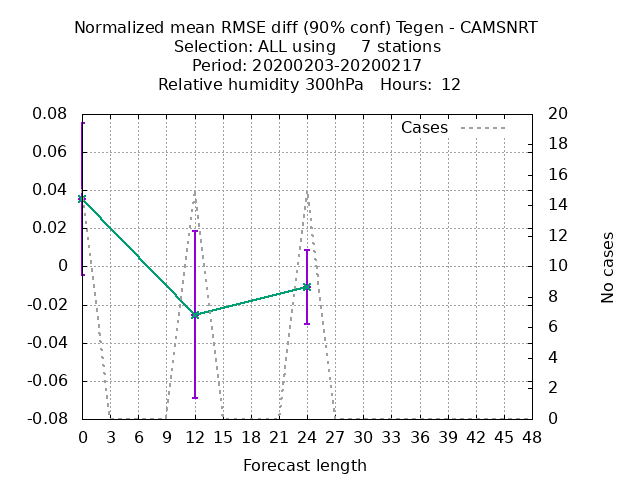 Normalized mean RMSE diff (90% conf) Tegen - CAMSNRT
Selection: ALL using 7 stations
Period: 20200203-20200217
Relative humidity 300hPa Hours: 12
Cases
0.08
0.06
0.04
0.02
0
-0.02
-0.04
-0.06
-0.08
20
18
16
14
12
10
8
6
4
2
0
No cases
0 3 6 9 12 15 18 21 24 27 30 33 36 39 42 45 48
Forecast length